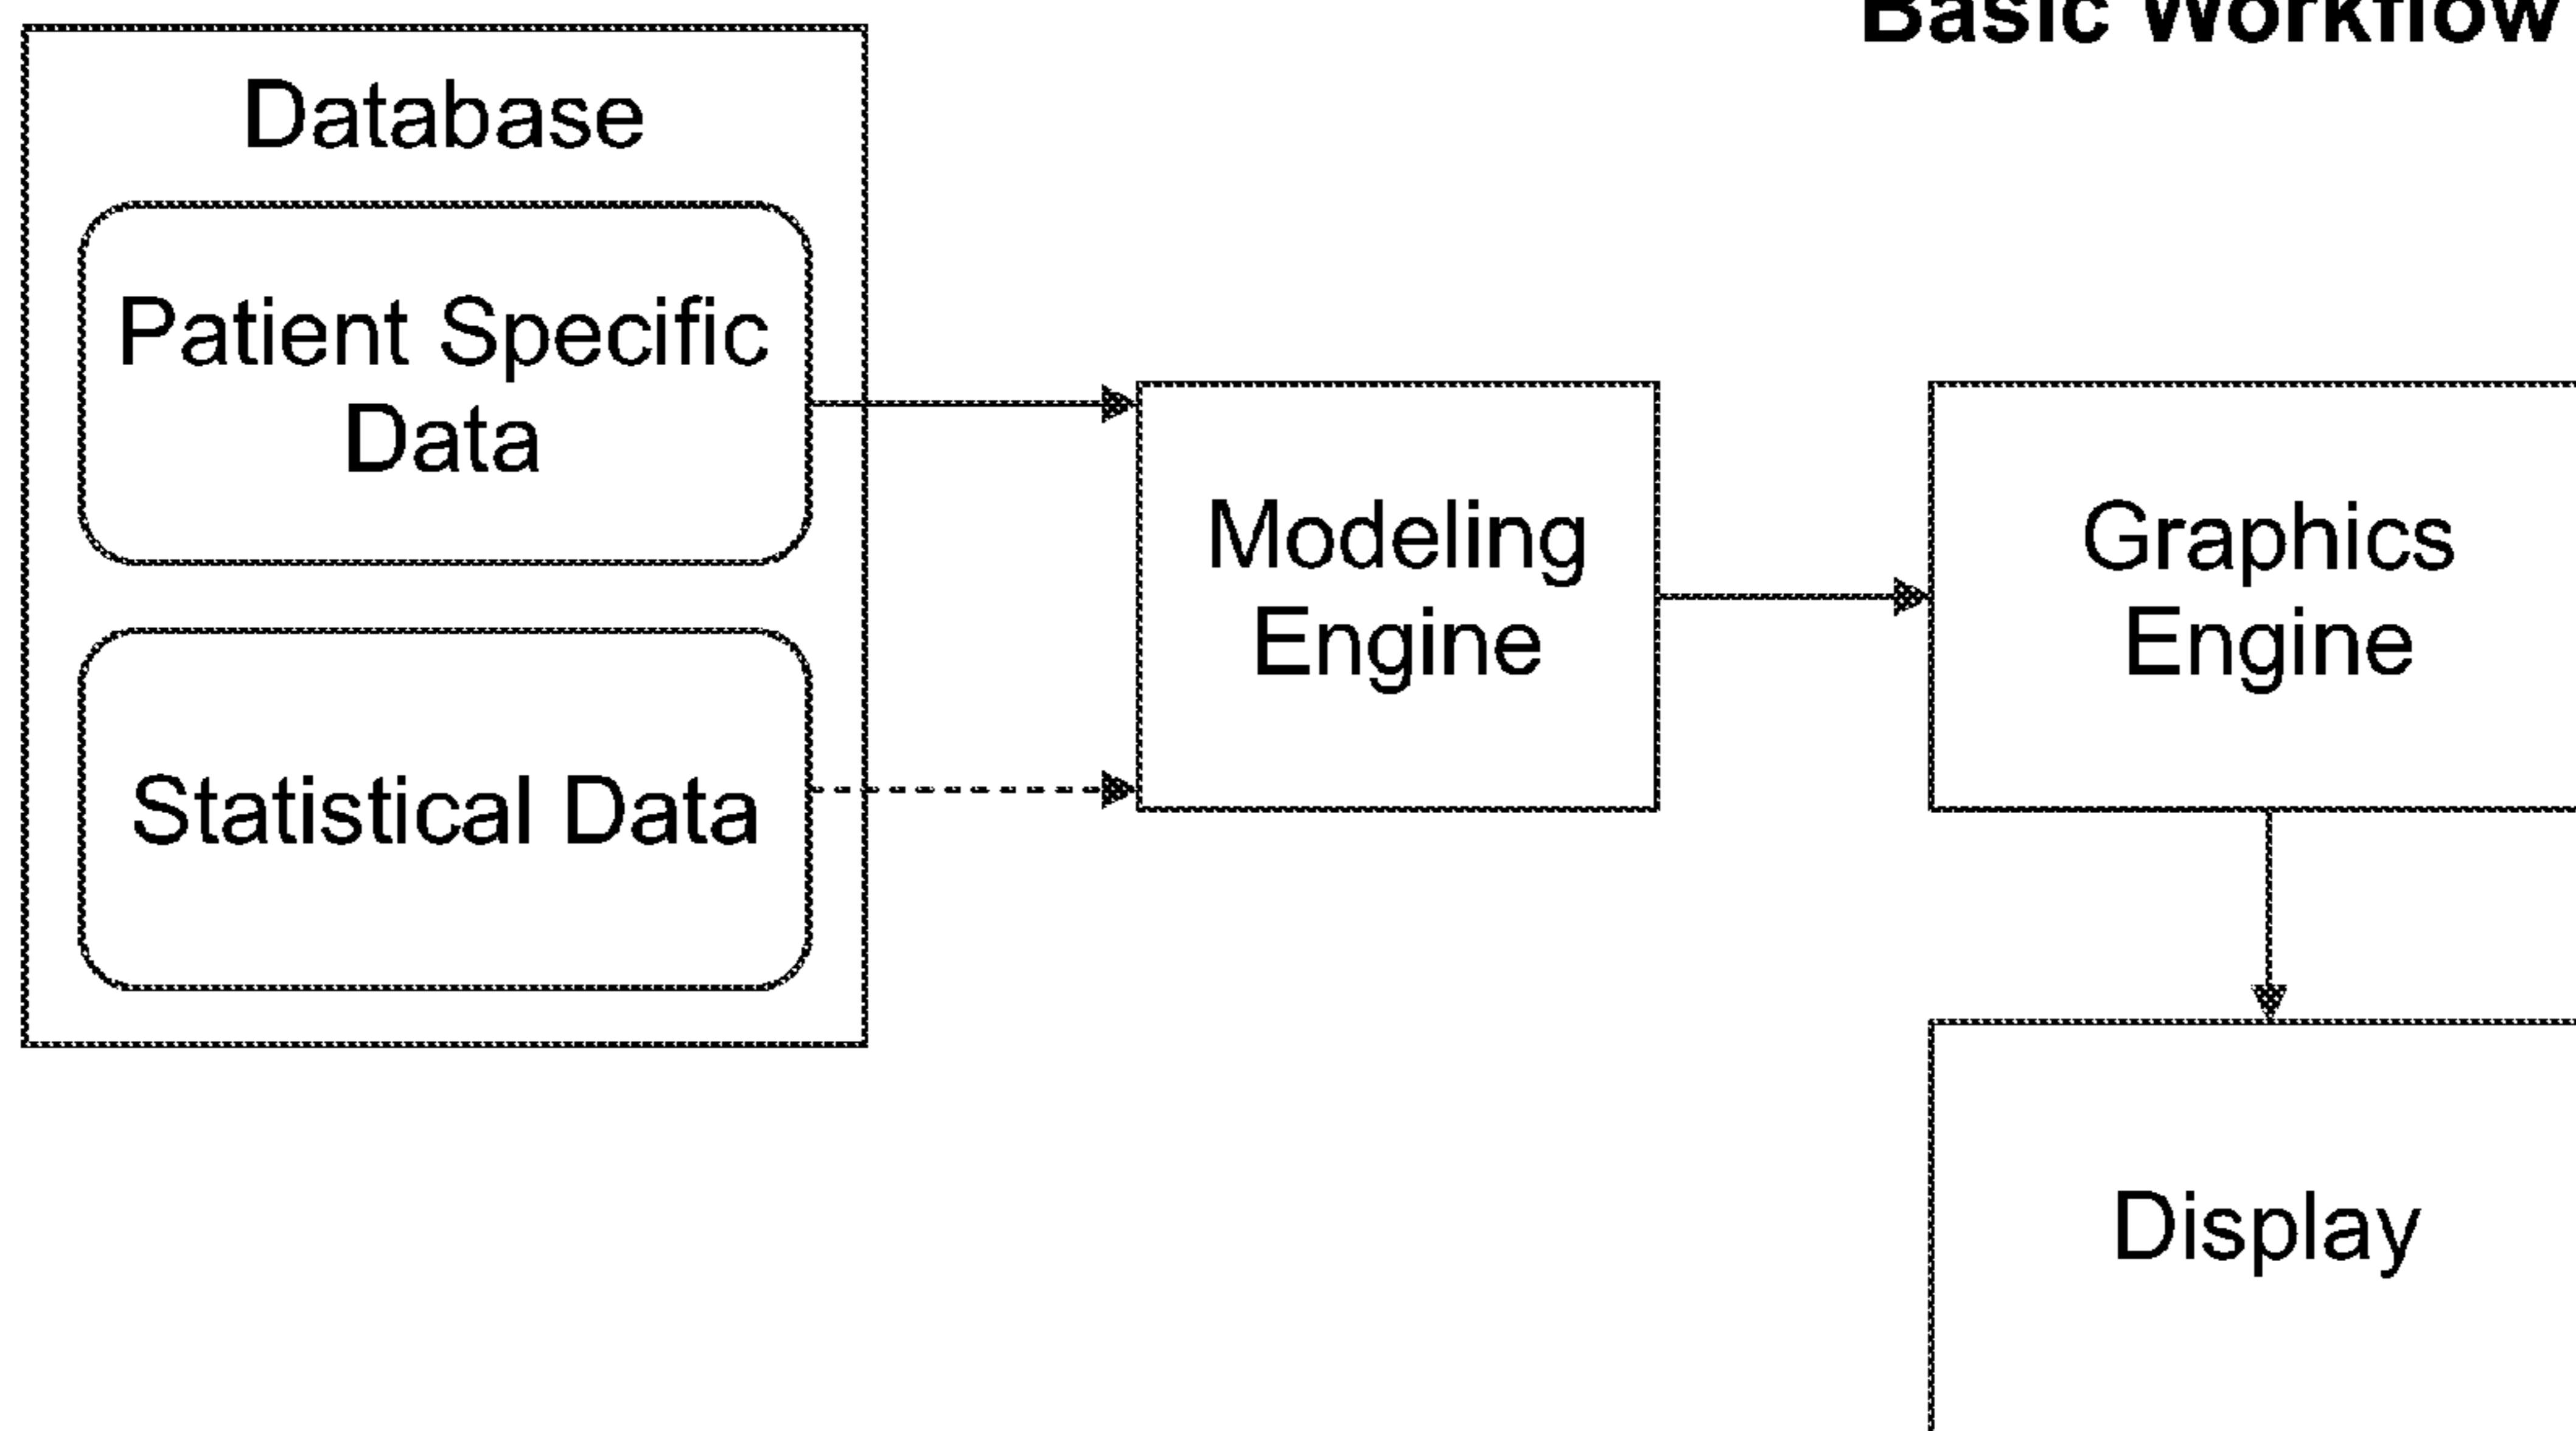 Basic Workflow
Database
Patient Specific
Data
Statistical Data
Modeling
Engine
Graphics
Engine
Display